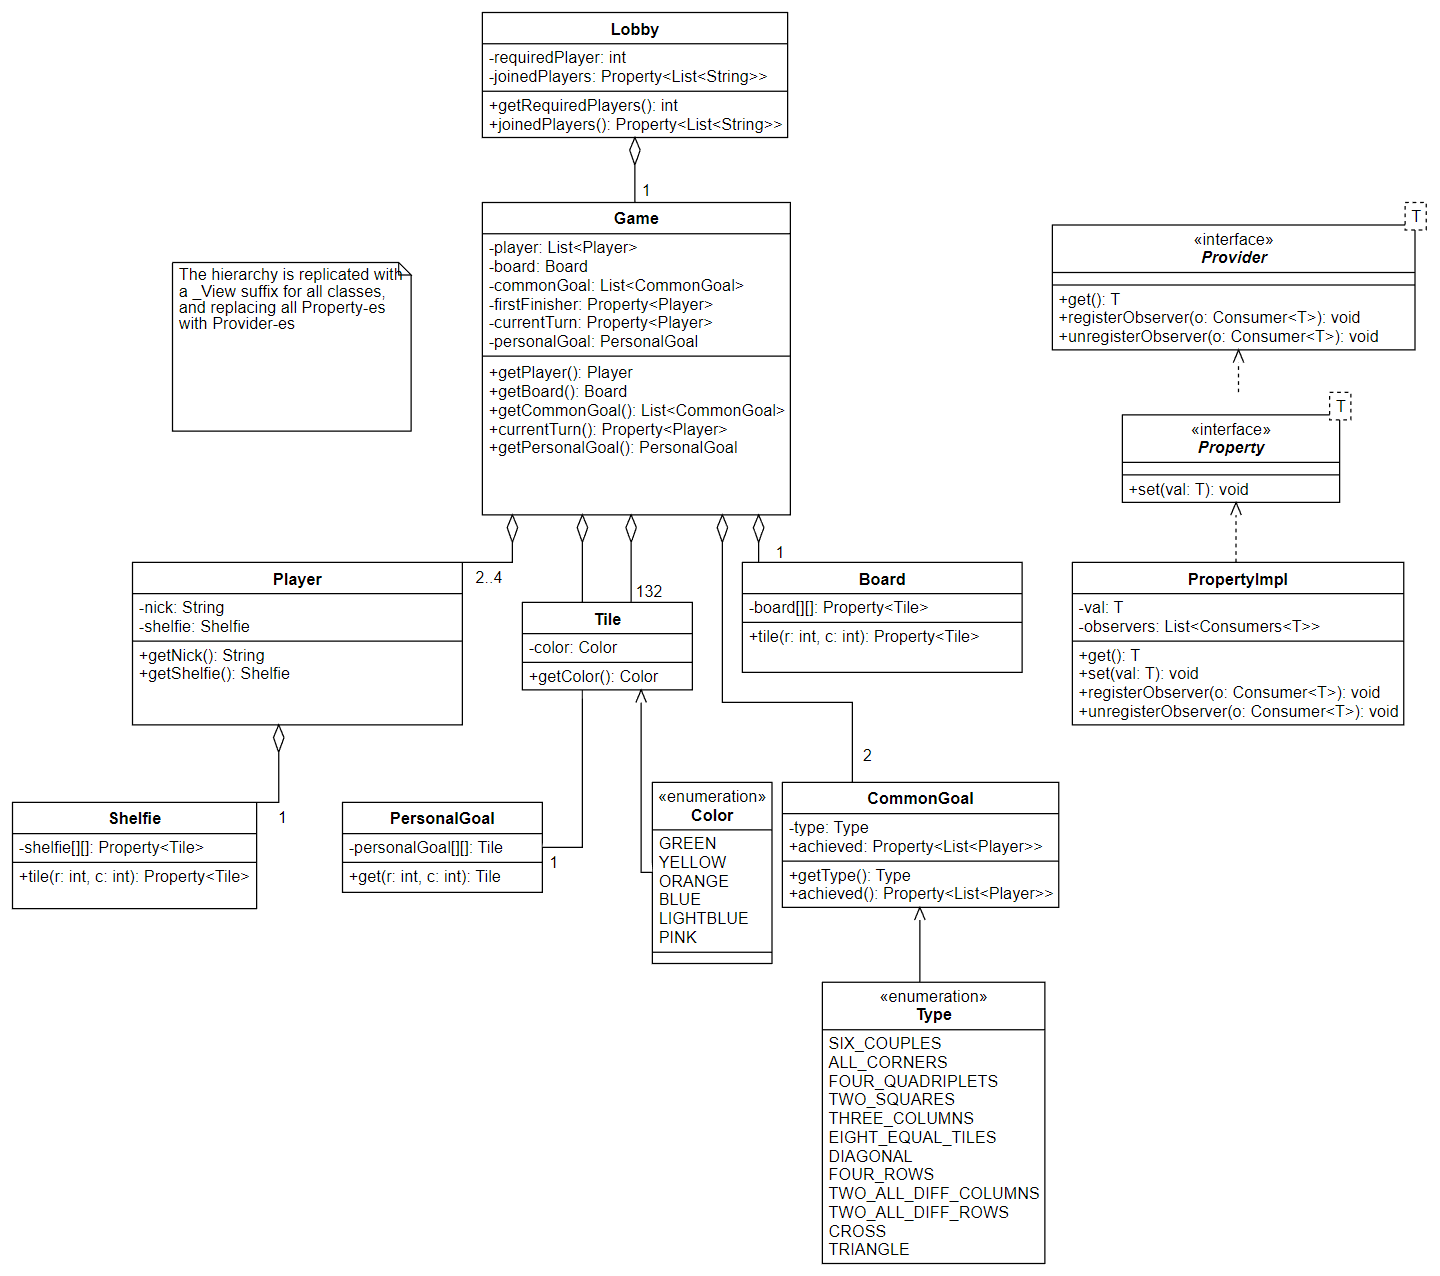 Lobby
-requiredPlayer: int
-joinedPlayers: Property<List<String>>
+getRequiredPlayers(): int
+joinedPlayers(): Property<List<String>>
1
Game
-player: List<Player>
-board: Board
-commonGoal: List<CommonGoal>
-firstFinisher: Property<Player>
-currentTurn: Property<Player>
-personalGoal: PersonalGoal
+getPlayer(): Player
+getBoard(): Board
+getCommonGoal(): List<CommonGoal>
+currentTurn(): Property<Player>
+getPersonalGoal(): PersonalGoal
The hierarchy is replicated with
a _View suffix for all classes,
and replacing all Property-es
with Provider-es
T
«interface»
Provider
+get(): T
+registerObserver(o: Consumer<T>): void
+unregisterObserver(o: Consumer<T>): void
T
«interface»
Property
+set(val: T): void
PropertyImpl
-val: T
-observers: List<Consumers<T>>
+get(): T
+set(val: T): void
+registerObserver(o: Consumer<T>): void
+unregisterObserver(o: Consumer<T>): void
2..4
Player
-nick: String
-shelfie: Shelfie
+getNick(): String
+getShelfie(): Shelfie
132
Tile
-color: Color
+getColor(): Color
1
Board
-board[][]: Property<Tile>
+tile(r: int, c: int): Property<Tile>
1
Shelfie
-shelfie[][]: Property<Tile>
+tile(r: int, c: int): Property<Tile>
PersonalGoal
-personalGoal[][]: Tile
+get(r: int, c: int): Tile
1
«enumeration»
Color
GREEN
YELLOW
ORANGE
BLUE
LIGHTBLUE
PINK
2
CommonGoal
-type: Type
+achieved: Property<List<Player>>
+getType(): Type
+achieved(): Property<List<Player>>
«enumeration»
Type
SIX_COUPLES
ALL_CORNERS
FOUR_QUADRIPLETS
TWO_SQUARES
THREE_COLUMNS
EIGHT_EQUAL_TILES
DIAGONAL
FOUR_ROWS
TWO_ALL_DIFF_COLUMNS
TWO_ALL_DIFF_ROWS
CROSS
TRIANGLE